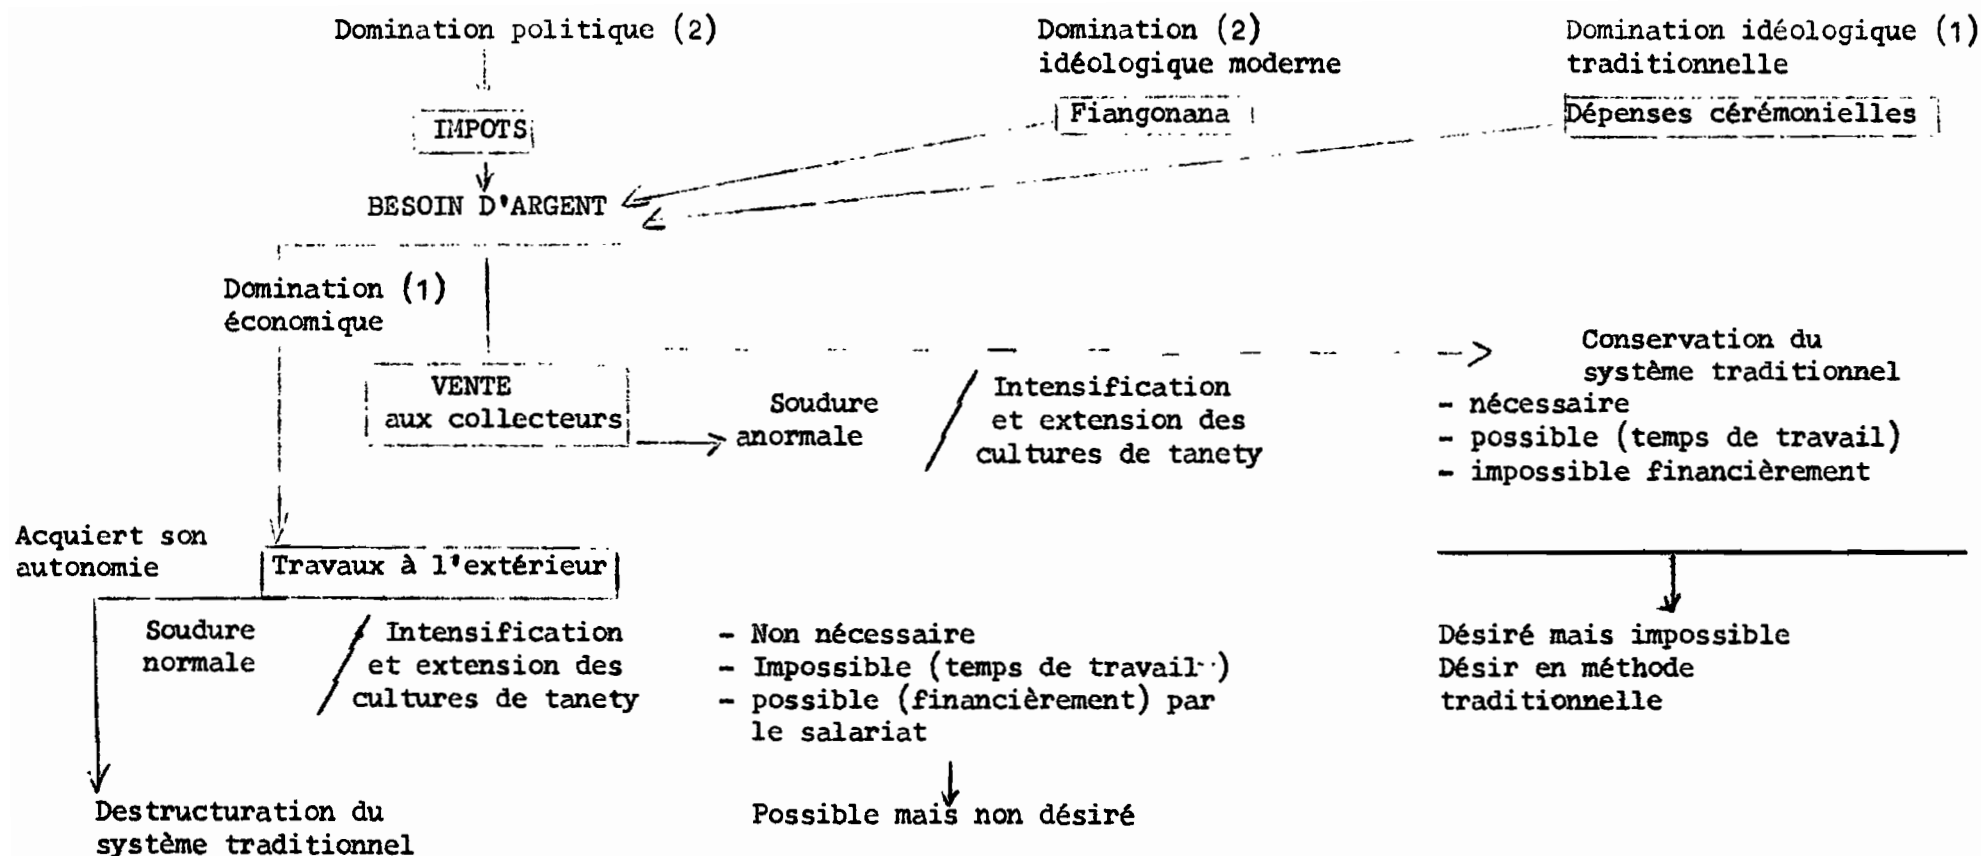 Domination politique (2)
Domination (2)
idéologique moderne
Domination idéologique (1)
traditionnelle
IMPOTS
Fiangonana
Dépenses cérémonielles
BESOIN D'ARGENT
Domination (1)
économique
VENTE
aux collecteurs
Soudure
anormale
Intensification
et extension des
cultures de tanety
Conservation du
système traditionnel
- nécessaire
- possible (temps de travail)
- impossible financièrement
Acquiert son
autonomie
Travaux à l'extérieur
Soudure
normale
Intensification
et extension des
cultures de tanety
- Non nécessaire
- Impossible (temps de travail)
- possible (financièrement) par
le salariat
Désiré mais impossible
Désir en méthode
traditionnelle
Possible mais non désiré
Destructuration du
système traditionnel